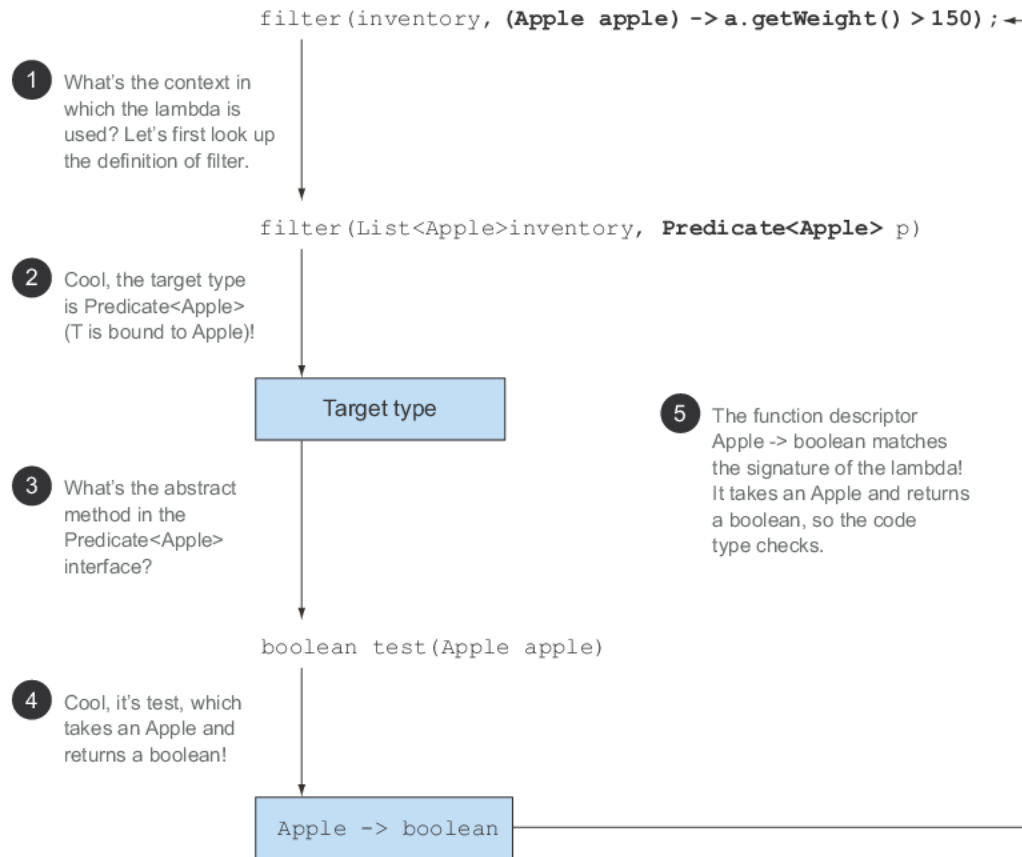 filter(inventory, (Apple apple) -> a.getWeight() > 150);
1
What's the context in
which the lambda is
used? Let's first look up
the definition of filter.
filter(List<Apple>inventory, Predicate<Apple> p)
2
Cool, the target type
is Predicate<Apple>
(T is bound to Apple)!
Target type
3
What's the abstract
method in the
Predicate<Apple>
interface?
5
The function descriptor
Apple -> boolean matches
the signature of the lambda!
It takes an Apple and returns
a boolean, so the code
type checks.
boolean test(Apple apple)
4
Cool, it's test, which
takes an Apple and
returns a boolean!
Apple -> boolean